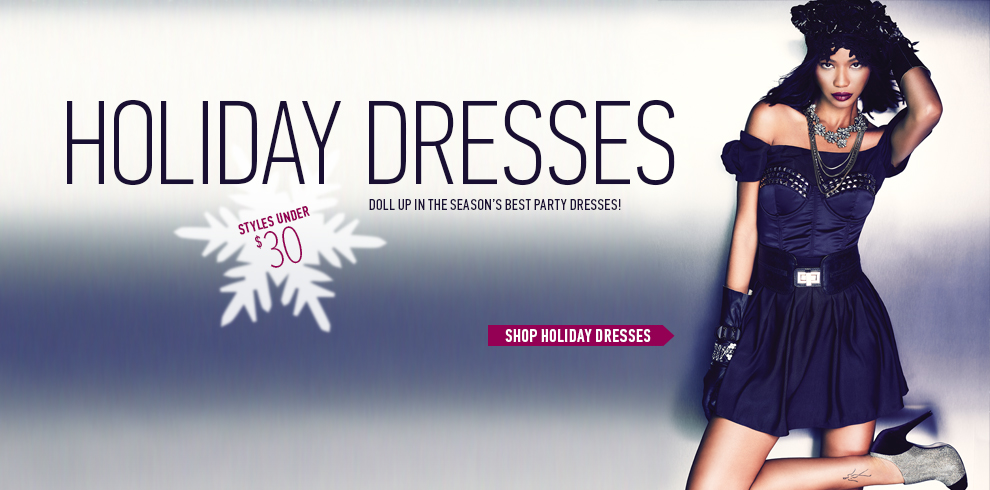 HOLIDAY DRESSES
DOLL UP IN THE SEASON'S BEST PARTY DRESSES!
STYLES UNDER
$30
SHOP HOLIDAY DRESSES